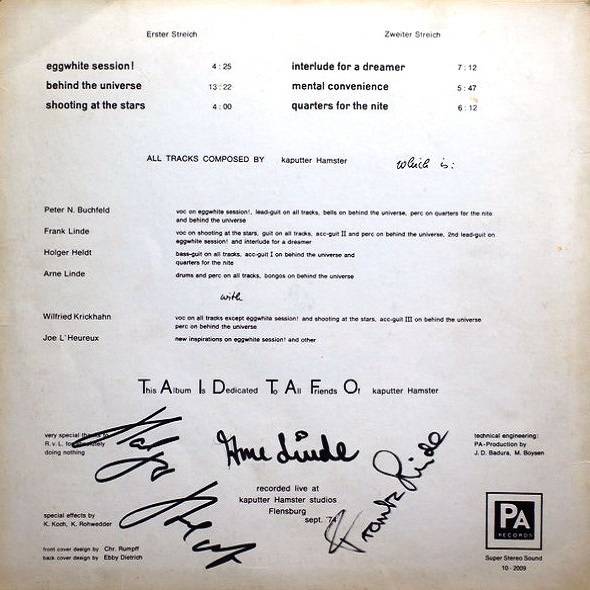 Erster Streich Zweiter Streich
eggwhite session! 4 : 25 interlude for a dreamer 7 : 12
behind the universe 13 : 22 mental convenience 5 : 47
shooting at the stars 4 : 00 quarters for the nite 6 : 12
ALL TRACKS COMPOSED BY kaputter Hamster which is:
Peter N. Buchfeld voc on eggwhite session!, lead-guit on all tracks, bells on behind the universe, perc on quarters for the nite
and behind the universe
Frank Linde voc on shooting at the stars, guit on all tracks, acc-guit II and perc on behind the universe, 2nd lead-guit on
eggwhite session! and interlude for a dreamer
Holger Heldt bass-guit on all tracks, acc-guit I on behind the universe and
quarters for the nite
Arne Linde drums and perc on all tracks, bongos on behind the universe
with
Wilfried Krickhahn voc on all tracks except eggwhite session! and shooting at the stars, acc-guit III on behind the universe
perc on behind the universe
Joe L'Heureux new inspirations on eggwhite session! and other
This Album Is Dedicated To All Friends Of kaputter Hamster
very special thanks to
R. v. L. for absolutely
doing nothing
Holger Heldt
Arne Linde
Frank Linde
technical engineering:
PA-Production by
J. D. Badura, M. Boysen
recorded live at
kaputter Hamster studios
Flensburg
sept. '74
special effects by
K. Koch, K. Rohwedder
front cover design by Chr. Rumpff
back cover design by Ebby Dietrich
PA
RECORDS
Super Stereo Sound
10 - 2009